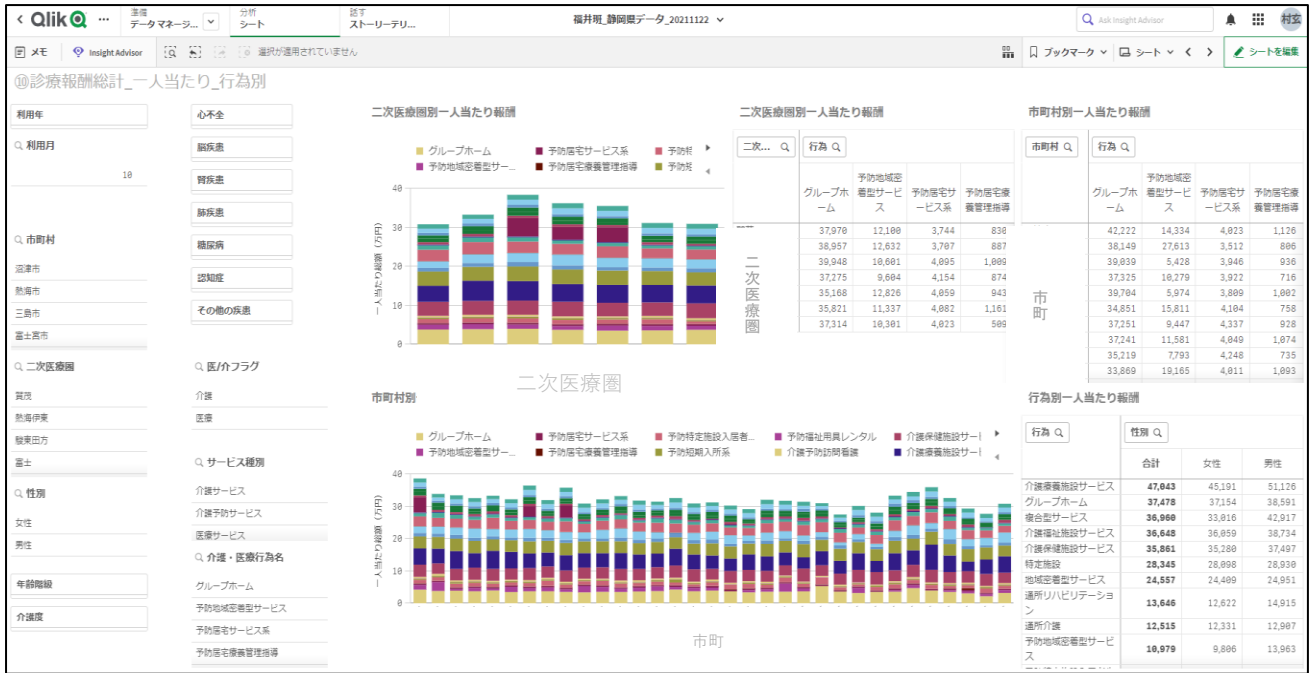 Qlik
準備
データ マネージ...
分析
シート
話す
ストーリーテリ...
福井班_静岡県データ_20211122
Ask Insight Advisor
村玄
メモ
Insight Advisor
選択が適用されていません
ブックマーク
シート
シートを編集
⑩診療報酬総計_一人当たり_行為別
利用年
利用月
10
市町村
沼津市
熱海市
三島市
富士宮市
二次医療圏
賀茂
熱海伊東
駿東田方
富士
性別
女性
男性
年齢階級
介護度
心不全
脳疾患
腎疾患
肺疾患
糖尿病
認知症
その他の疾患
医/介フラグ
介護
医療
サービス種別
介護サービス
介護予防サービス
医療サービス
介護・医療行為名
グループホーム
予防地域密着型サービス
予防居宅サービス系
予防居宅療養管理指導
二次医療圏別一人当たり報酬
グループホーム
予防居宅サービス系
予防特
予防地域密着型サー...
予防居宅療養管理指導
予防短
一人当たり総額 (万円)
40
30
20
10
0
二次医療圏
二次医療圏別一人当たり報酬
二次...
行為
グループホーム
予防地域密着型サービス
予防居宅サービス系
予防居宅療養管理指導
37,970 12,100 3,744 830
38,957 12,632 3,707 887
39,948 10,601 4,095 1,009
37,275 9,604 4,154 874
35,168 12,826 4,059 943
35,821 11,337 4,082 1,161
37,314 10,301 4,023 509
二次医療圏
市町村別一人当たり報酬
市町村
行為
グループホーム
予防地域密着型サービス
予防居宅サービス系
予防居宅療養管理指導
42,222 14,334 4,023 1,126
38,149 27,613 3,512 806
39,039 5,428 3,946 936
37,325 10,279 3,922 716
39,704 5,974 3,809 1,002
34,851 15,811 4,104 758
37,251 9,447 4,337 928
37,241 11,581 4,049 1,074
35,219 7,793 4,248 735
33,869 19,165 4,011 1,093
市町
市町村別
グループホーム
予防居宅サービス系
予防特定施設入居者...
予防福祉用具レンタル
介護保健施設サー
予防地域密着型サー...
予防居宅療養管理指導
予防短期入所系
介護予防訪問看護
介護療養施設サー
一人当たり総額 (万円)
40
30
20
10
0
市町
行為別一人当たり報酬
行為
性別
合計 女性 男性
介護療養施設サービス 47,043 45,191 51,126
グループホーム 37,478 37,154 38,591
複合型サービス 36,960 33,016 42,917
介護福祉施設サービス 36,648 36,059 38,734
介護保健施設サービス 35,861 35,280 37,497
特定施設 28,345 28,098 28,930
地域密着型サービス 24,557 24,409 24,951
通所リハビリテーション 13,646 12,622 14,915
通所介護 12,515 12,331 12,907
予防地域密着型サービス 10,979 9,806 13,963